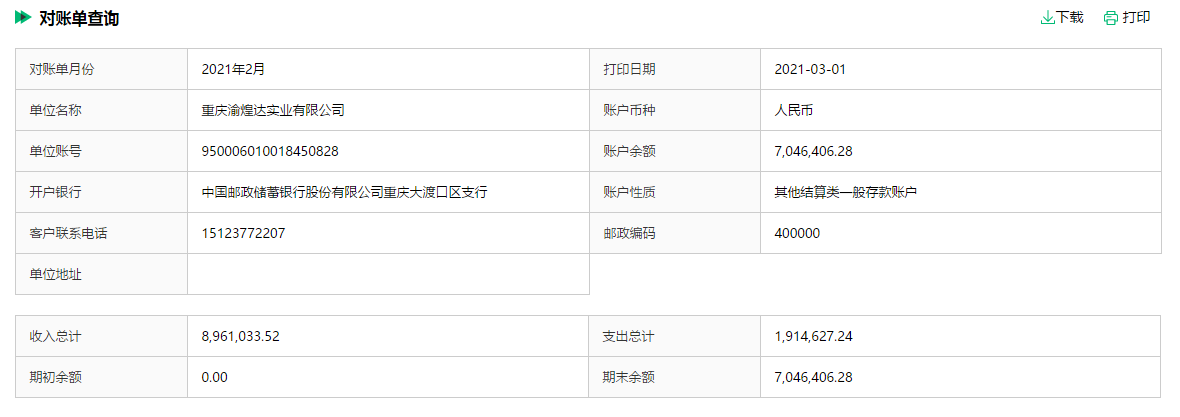 对账单查询 下载 打印
对账单月份 2021年2月 打印日期 2021-03-01
单位名称 重庆渝煌达实业有限公司 账户币种 人民币
单位账号 950006010018450828 账户余额 7,046,406.28
开户银行 中国邮政储蓄银行股份有限公司重庆大渡口区支行 账户性质 其他结算类一般存款账户
客户联系电话 15123772207 邮政编码 400000
单位地址
收入总计 8,961,033.52 支出总计 1,914,627.24
期初余额 0.00 期末余额 7,046,406.28